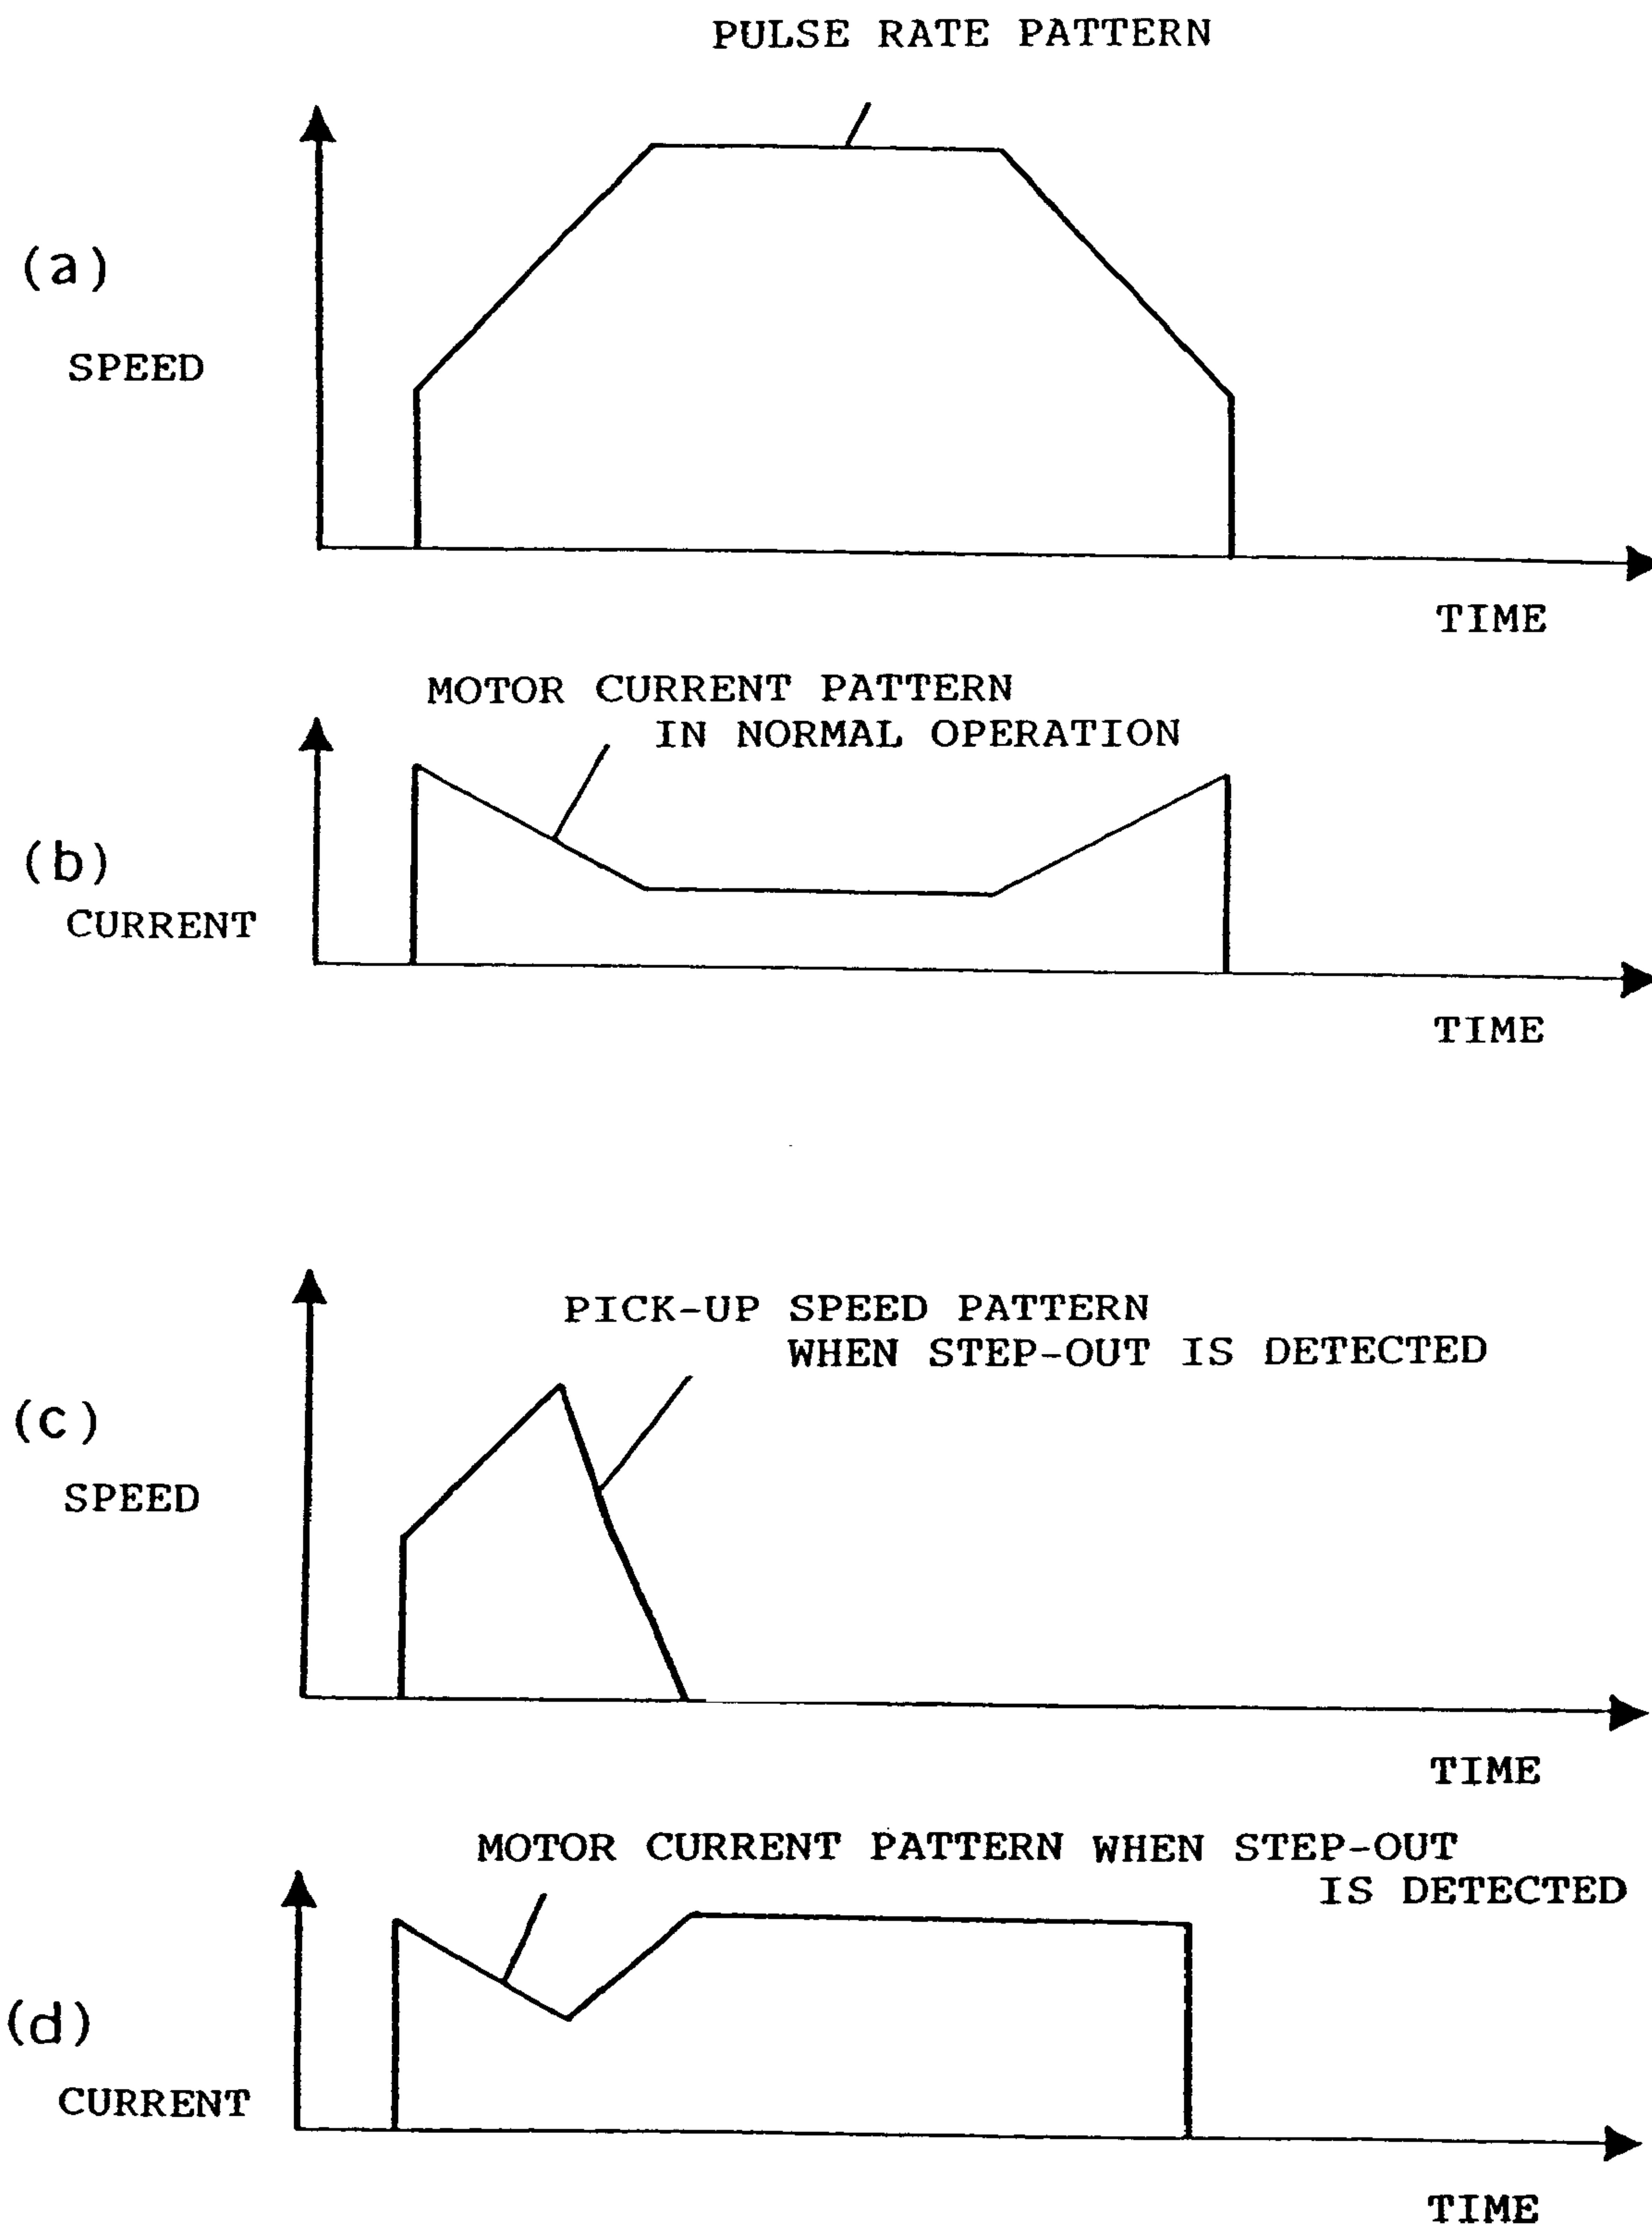 PULSE RATE PATTERN
(a)
SPEED
TIME
MOTOR CURRENT PATTERN
IN NORMAL OPERATION
(b)
CURRENT
TIME
PICK-UP SPEED PATTERN
WHEN STEP-OUT IS DETECTED
(c)
SPEED
TIME
MOTOR CURRENT PATTERN WHEN STEP-OUT
IS DETECTED
(d)
CURRENT
TIME